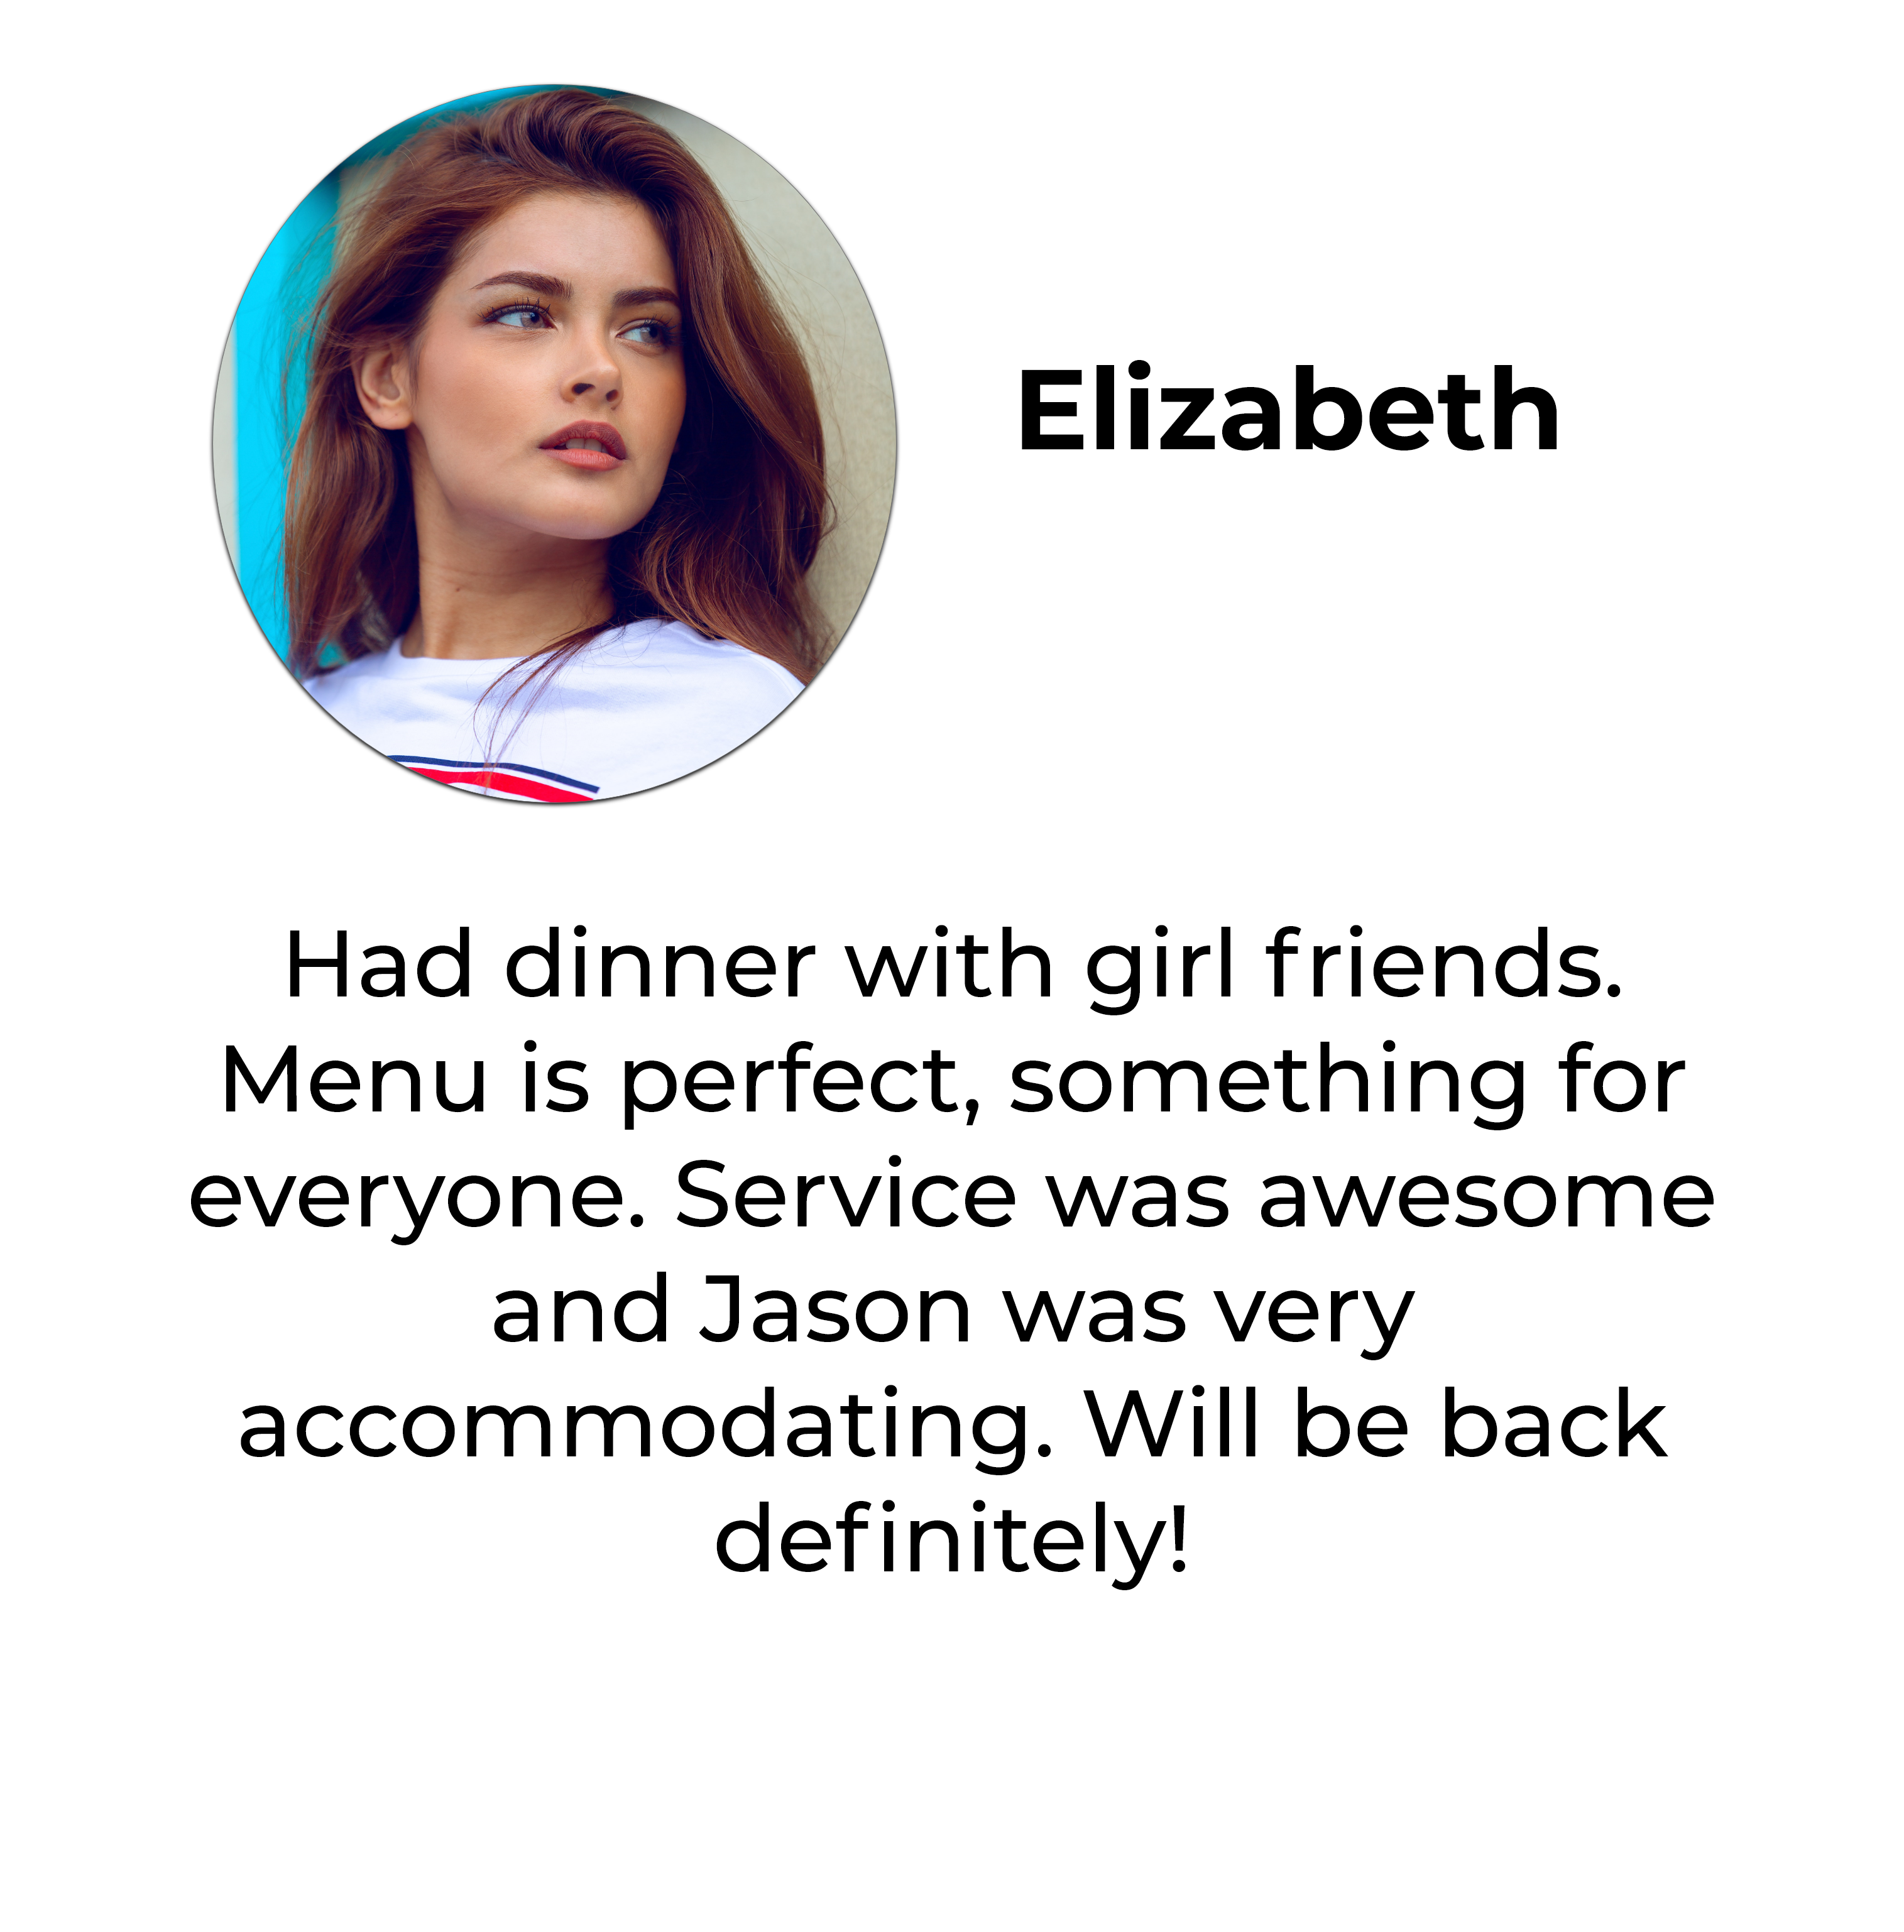 Elizabeth
Had dinner with girl friends.
Menu is perfect, something for
everyone. Service was awesome
and Jason was very
accommodating. Will be back
definitely!